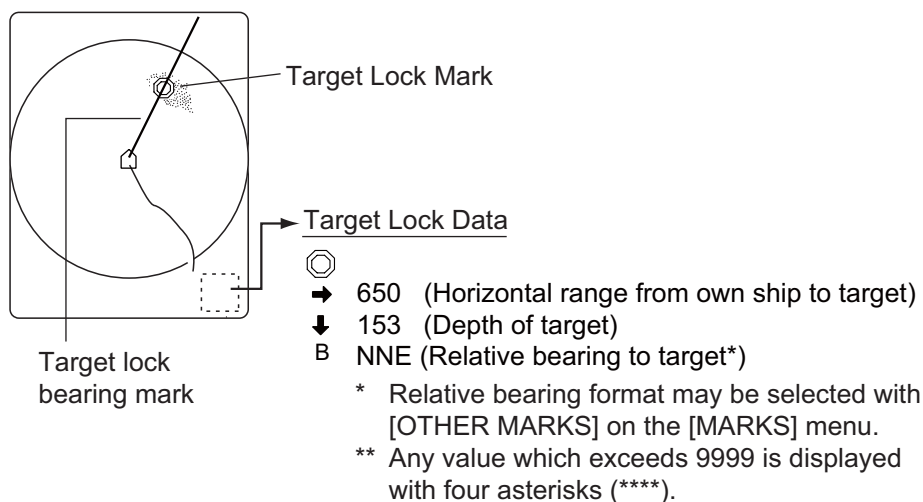 Target Lock Mark
Target Lock Data
➔ 650 (Horizontal range from own ship to target)
⬇ 153 (Depth of target)
B NNE (Relative bearing to target*)
* Relative bearing format may be selected with
[OTHER MARKS] on the [MARKS] menu.
** Any value which exceeds 9999 is displayed
with four asterisks (****).
Target lock
bearing mark